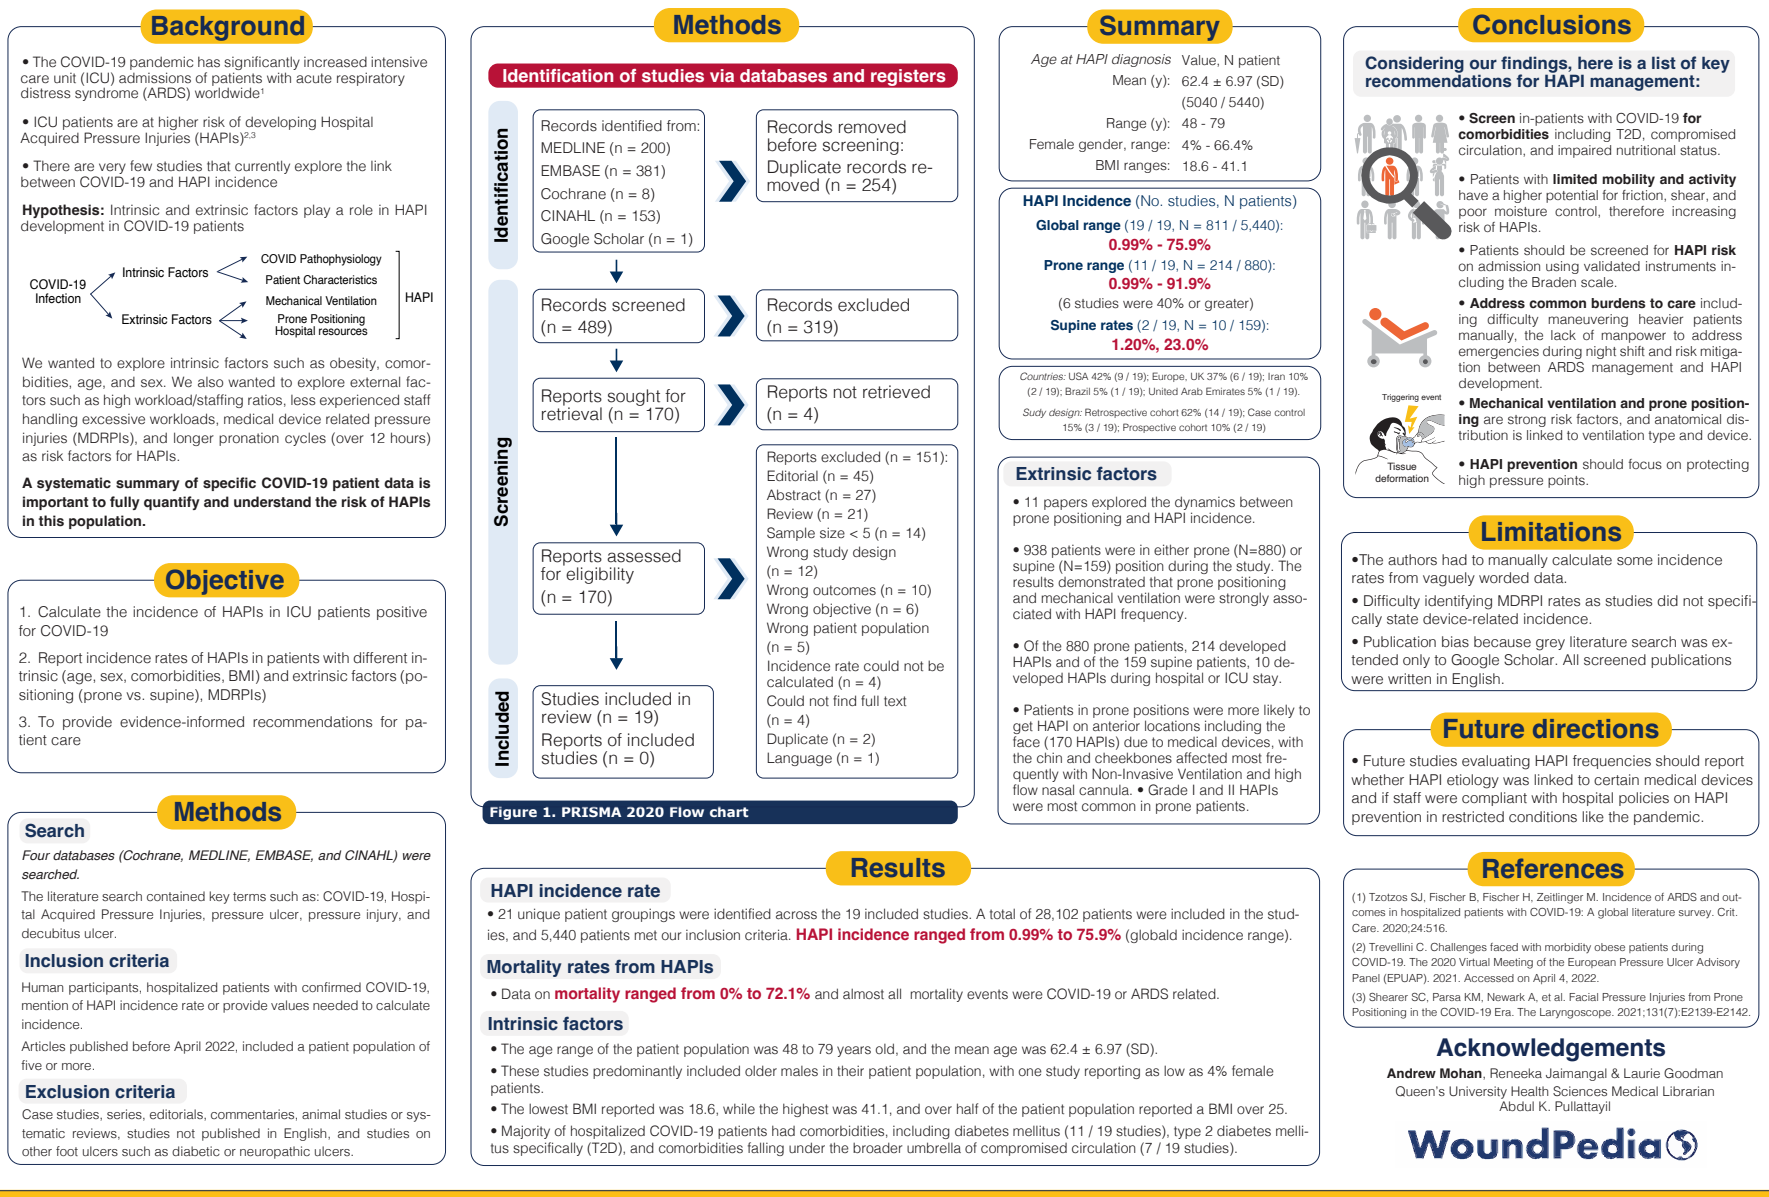 Background
• The COVID-19 pandemic has significantly increased intensive
care unit (ICU) admissions of patients with acute respiratory
distress syndrome (ARDS) worldwide¹
• ICU patients are at higher risk of developing Hospital
Acquired Pressure Injuries (HAPIs)²,³
• There are very few studies that currently explore the link
between COVID-19 and HAPI incidence
Hypothesis: Intrinsic and extrinsic factors play a role in HAPI
development in COVID-19 patients
COVID-19
Infection
Intrinsic Factors
Extrinsic Factors
COVID Pathophysiology
Patient Characteristics
Mechanical Ventilation
Prone Positioning
Hospital resources
HAPI
We wanted to explore intrinsic factors such as obesity, comor-
bidities, age, and sex. We also wanted to explore external fac-
tors such as high workload/staffing ratios, less experienced staff
handling excessive workloads, medical device related pressure
injuries (MDRPIs), and longer pronation cycles (over 12 hours)
as risk factors for HAPIs.
A systematic summary of specific COVID-19 patient data is
important to fully quantify and understand the risk of HAPIs
in this population.
Objective
1. Calculate the incidence of HAPIs in ICU patients positive
for COVID-19
2. Report incidence rates of HAPIs in patients with different in-
trinsic (age, sex, comorbidities, BMI) and extrinsic factors (po-
sitioning (prone vs. supine), MDRPIs)
3. To provide evidence-informed recommendations for pa-
tient care
Methods
Search
Four databases (Cochrane, MEDLINE, EMBASE, and CINAHL) were
searched.
The literature search contained key terms such as: COVID-19, Hospi-
tal Acquired Pressure Injuries, pressure ulcer, pressure injury, and
decubitus ulcer.
Inclusion criteria
Human participants, hospitalized patients with confirmed COVID-19,
mention of HAPI incidence rate or provide values needed to calculate
incidence.
Articles published before April 2022, included a patient population of
five or more.
Exclusion criteria
Case studies, series, editorials, commentaries, animal studies or sys-
tematic reviews, studies not published in English, and studies on
other foot ulcers such as diabetic or neuropathic ulcers.
Methods
Identification of studies via databases and registers
Identification
Records identified from:
MEDLINE (n = 200)
EMBASE (n = 381)
Cochrane (n = 8)
CINAHL (n = 153)
Google Scholar (n = 1)
Records removed
before screening:
Duplicate records re-
moved (n = 254)
Screening
Records screened
(n = 489)
Records excluded
(n = 319)
Reports sought for
retrieval (n = 170)
Reports not retrieved
(n = 4)
Reports assessed
for eligibility
(n = 170)
Reports excluded (n = 151):
Editorial (n = 45)
Abstract (n = 27)
Review (n = 21)
Sample size < 5 (n = 14)
Wrong study design
(n = 12)
Wrong outcomes (n = 10)
Wrong objective (n = 6)
Wrong patient population
(n = 5)
Incidence rate could not be
calculated (n = 4)
Could not find full text
(n = 4)
Duplicate (n = 2)
Language (n = 1)
Included
Studies included in
review (n = 19)
Reports of included
studies (n = 0)
Figure 1. PRISMA 2020 Flow chart
Summary
Age at HAPI diagnosis Value, N patient
Mean (y): 62.4 ± 6.97 (SD)
(5040 / 5440)
Range (y): 48 - 79
Female gender, range: 4% - 66.4%
BMI ranges: 18.6 - 41.1
HAPI Incidence (No. studies, N patients)
Global range (19 / 19, N = 811 / 5,440):
0.99% - 75.9%
Prone range (11 / 19, N = 214 / 880):
0.99% - 91.9%
(6 studies were 40% or greater)
Supine rates (2 / 19, N = 10 / 159):
1.20%, 23.0%
Countries: USA 42% (9 / 19); Europe, UK 37% (6 / 19); Iran 10%
(2 / 19); Brazil 5% (1 / 19); United Arab Emirates 5% (1 / 19).
Sudy design: Retrospective cohort 62% (14 / 19); Case control
15% (3 / 19); Prospective cohort 10% (2 / 19)
Extrinsic factors
• 11 papers explored the dynamics between
prone positioning and HAPI incidence.
• 938 patients were in either prone (N=880) or
supine (N=159) position during the study. The
results demonstrated that prone positioning
and mechanical ventilation were strongly asso-
ciated with HAPI frequency.
• Of the 880 prone patients, 214 developed
HAPIs and of the 159 supine patients, 10 de-
veloped HAPIs during hospital or ICU stay.
• Patients in prone positions were more likely to
get HAPI on anterior locations including the
face (170 HAPIs) due to medical devices, with
the chin and cheekbones affected most fre-
quently with Non-Invasive Ventilation and high
flow nasal cannula. • Grade I and II HAPIs
were most common in prone patients.
Results
HAPI incidence rate
• 21 unique patient groupings were identified across the 19 included studies. A total of 28,102 patients were included in the stud-
ies, and 5,440 patients met our inclusion criteria. HAPI incidence ranged from 0.99% to 75.9% (globald incidence range).
Mortality rates from HAPIs
• Data on mortality ranged from 0% to 72.1% and almost all mortality events were COVID-19 or ARDS related.
Intrinsic factors
• The age range of the patient population was 48 to 79 years old, and the mean age was 62.4 ± 6.97 (SD).
• These studies predominantly included older males in their patient population, with one study reporting as low as 4% female
patients.
• The lowest BMI reported was 18.6, while the highest was 41.1, and over half of the patient population reported a BMI over 25.
• Majority of hospitalized COVID-19 patients had comorbidities, including diabetes mellitus (11 / 19 studies), type 2 diabetes melli-
tus specifically (T2D), and comorbidities falling under the broader umbrella of compromised circulation (7 / 19 studies).
Conclusions
Considering our findings, here is a list of key
recommendations for HAPI management:
• Screen in-patients with COVID-19 for
comorbidities including T2D, compromised
circulation, and impaired nutritional status.
• Patients with limited mobility and activity
have a higher potential for friction, shear, and
poor moisture control, therefore increasing
risk of HAPIs.
• Patients should be screened for HAPI risk
on admission using validated instruments in-
cluding the Braden scale.
• Address common burdens to care includ-
ing difficulty maneuvering heavier patients
manually, the lack of manpower to address
emergencies during night shift and risk mitiga-
tion between ARDS management and HAPI
development.
Triggering event
Tissue
deformation
• Mechanical ventilation and prone position-
ing are strong risk factors, and anatomical dis-
tribution is linked to ventilation type and device.
• HAPI prevention should focus on protecting
high pressure points.
Limitations
•The authors had to manually calculate some incidence
rates from vaguely worded data.
• Difficulty identifying MDRPI rates as studies did not specifi-
cally state device-related incidence.
• Publication bias because grey literature search was ex-
tended only to Google Scholar. All screened publications
were written in English.
Future directions
• Future studies evaluating HAPI frequencies should report
whether HAPI etiology was linked to certain medical devices
and if staff were compliant with hospital policies on HAPI
prevention in restricted conditions like the pandemic.
References
(1) Tzotzos SJ, Fischer B, Fischer H, Zeitlinger M. Incidence of ARDS and out-
comes in hospitalized patients with COVID-19: A global literature survey. Crit.
Care. 2020;24:516.
(2) Trevellini C. Challenges faced with morbidity obese patients during
COVID-19. The 2020 Virtual Meeting of the European Pressure Ulcer Advisory
Panel (EPUAP). 2021. Accessed on April 4, 2022.
(3) Shearer SC, Parsa KM, Newark A, et al. Facial Pressure Injuries from Prone
Positioning in the COVID-19 Era. The Laryngoscope. 2021;131(7):E2139-E2142.
Acknowledgements
Andrew Mohan, Reneeka Jaimangal & Laurie Goodman
Queen's University Health Sciences Medical Librarian
Abdul K. Pullattayil
WoundPedia